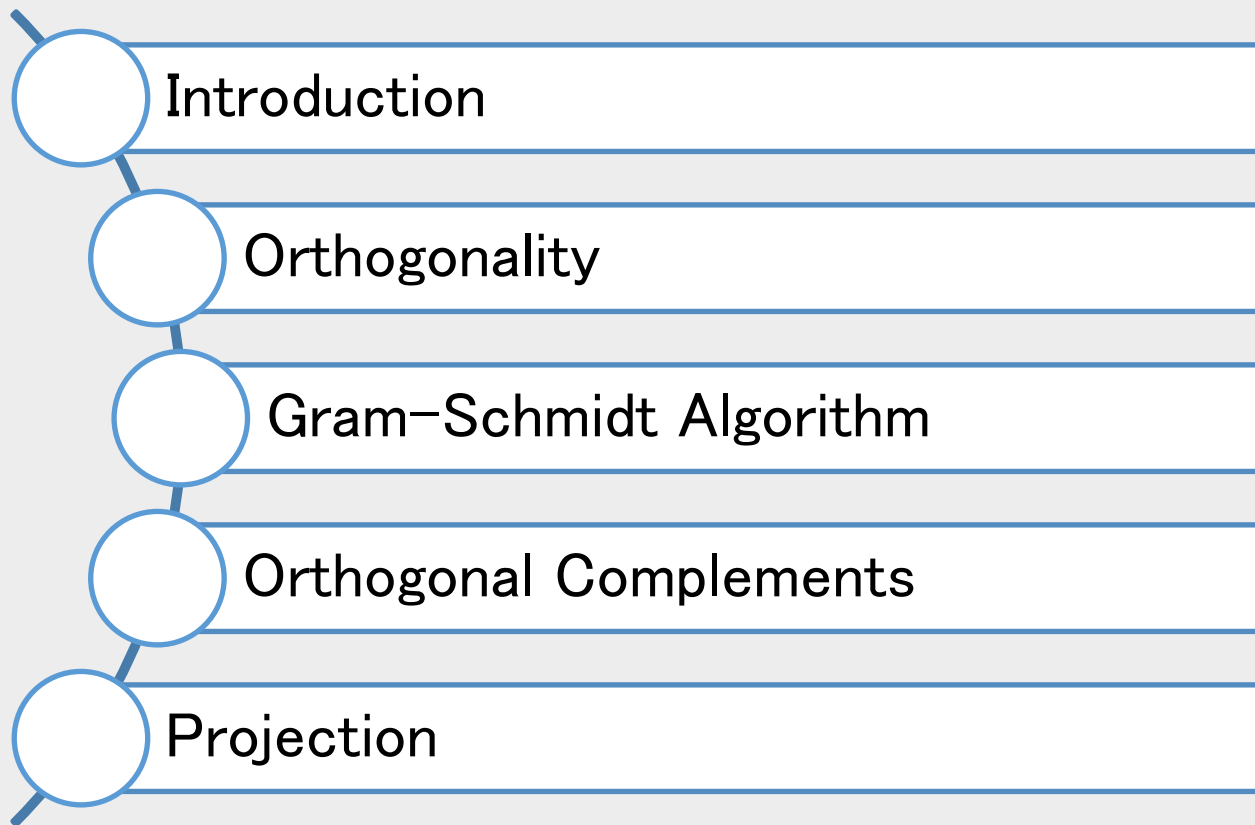 Introduction
Orthogonality
Gram-Schmidt Algorithm
Orthogonal Complements
Projection